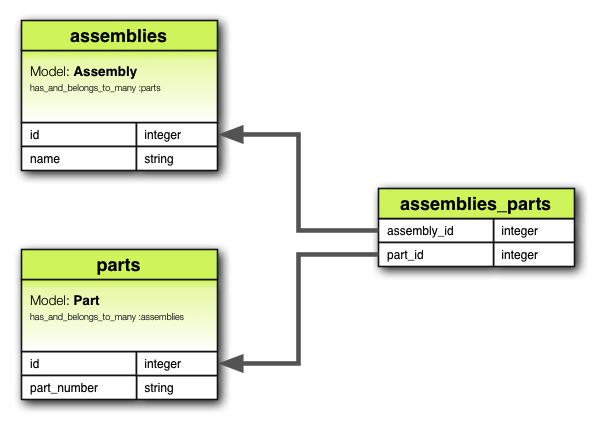 assemblies
Model: Assembly
has_and_belongs_to_many :parts
id integer
name string
assemblies_parts
assembly_id integer
part_id integer
parts
Model: Part
has_and_belongs_to_many :assemblies
id integer
part_number string